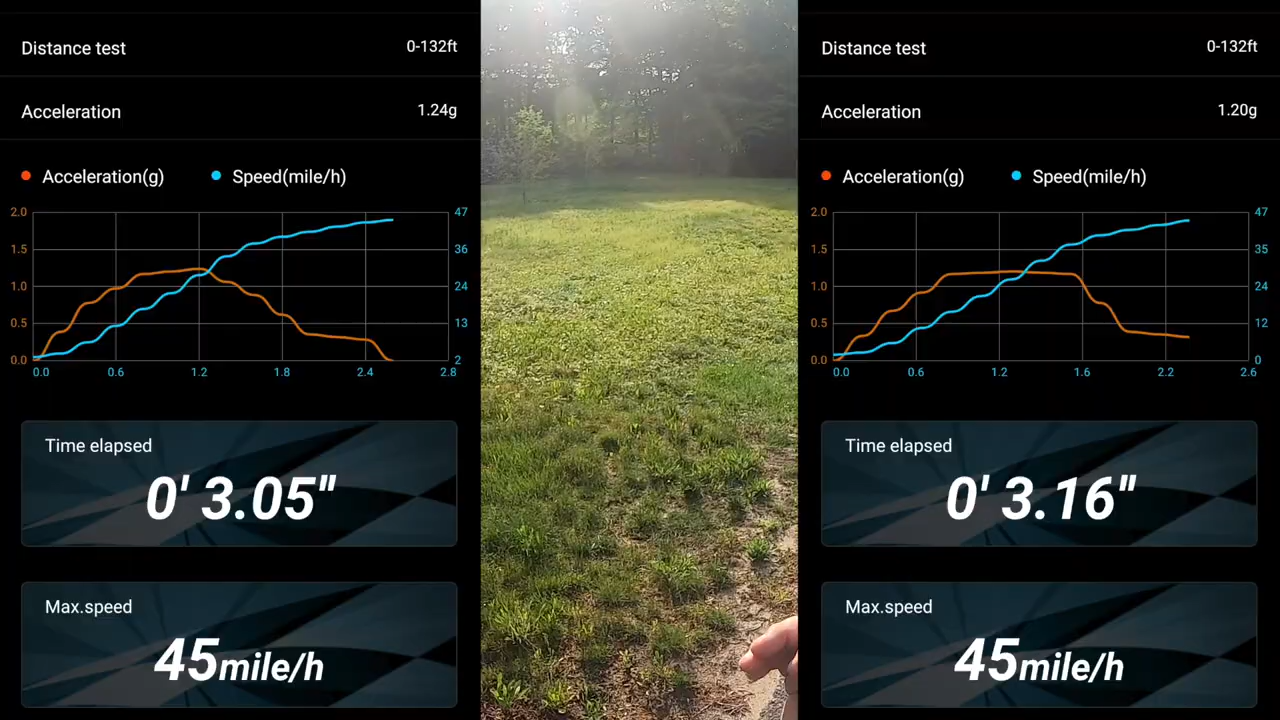 Distance test 0-132ft
Acceleration 1.24g
Acceleration(g) Speed(mile/h)
2.0 47
1.5 36
1.0 24
0.5 13
0.0 2
0.0 0.6 1.2 1.8 2.4 2.8
Time elapsed
0' 3.05"
Max.speed
45mile/h
Distance test 0-132ft
Acceleration 1.20g
Acceleration(g) Speed(mile/h)
2.0 47
1.5 35
1.0 24
0.5 12
0.0 0
0.0 0.6 1.2 1.6 2.2 2.6
Time elapsed
0' 3.16"
Max.speed
45mile/h